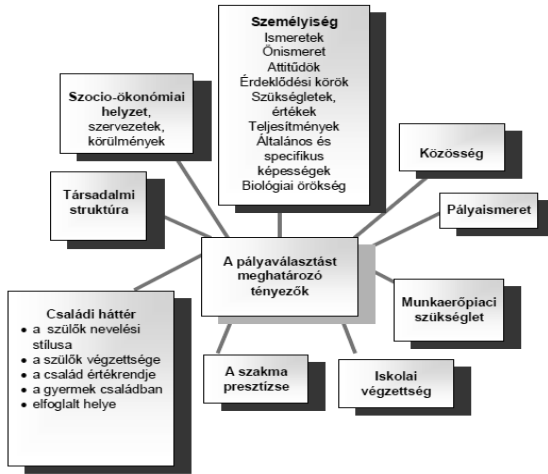 Személyiség
Ismeretek
Önismeret
Attitűdök
Érdeklődési körök
Szükségletek,
értékek
Teljesítmények
Általános és
specifikus
képességek
Biológiai örökség
Szocio-ökonómiai
helyzet,
szervezetek,
körülmények
Közösség
Társadalmi
struktúra
Pályaismeret
A pályaválasztást
meghatározó
tényezők
Munkaerőpiaci
szükséglet
Családi háttér
• a szülők nevelési
stílusa
• a szülők végzettsége
• a család értékrendje
• a gyermek családban
• elfoglalt helye
A szakma
presztízse
Iskolai
végzettség